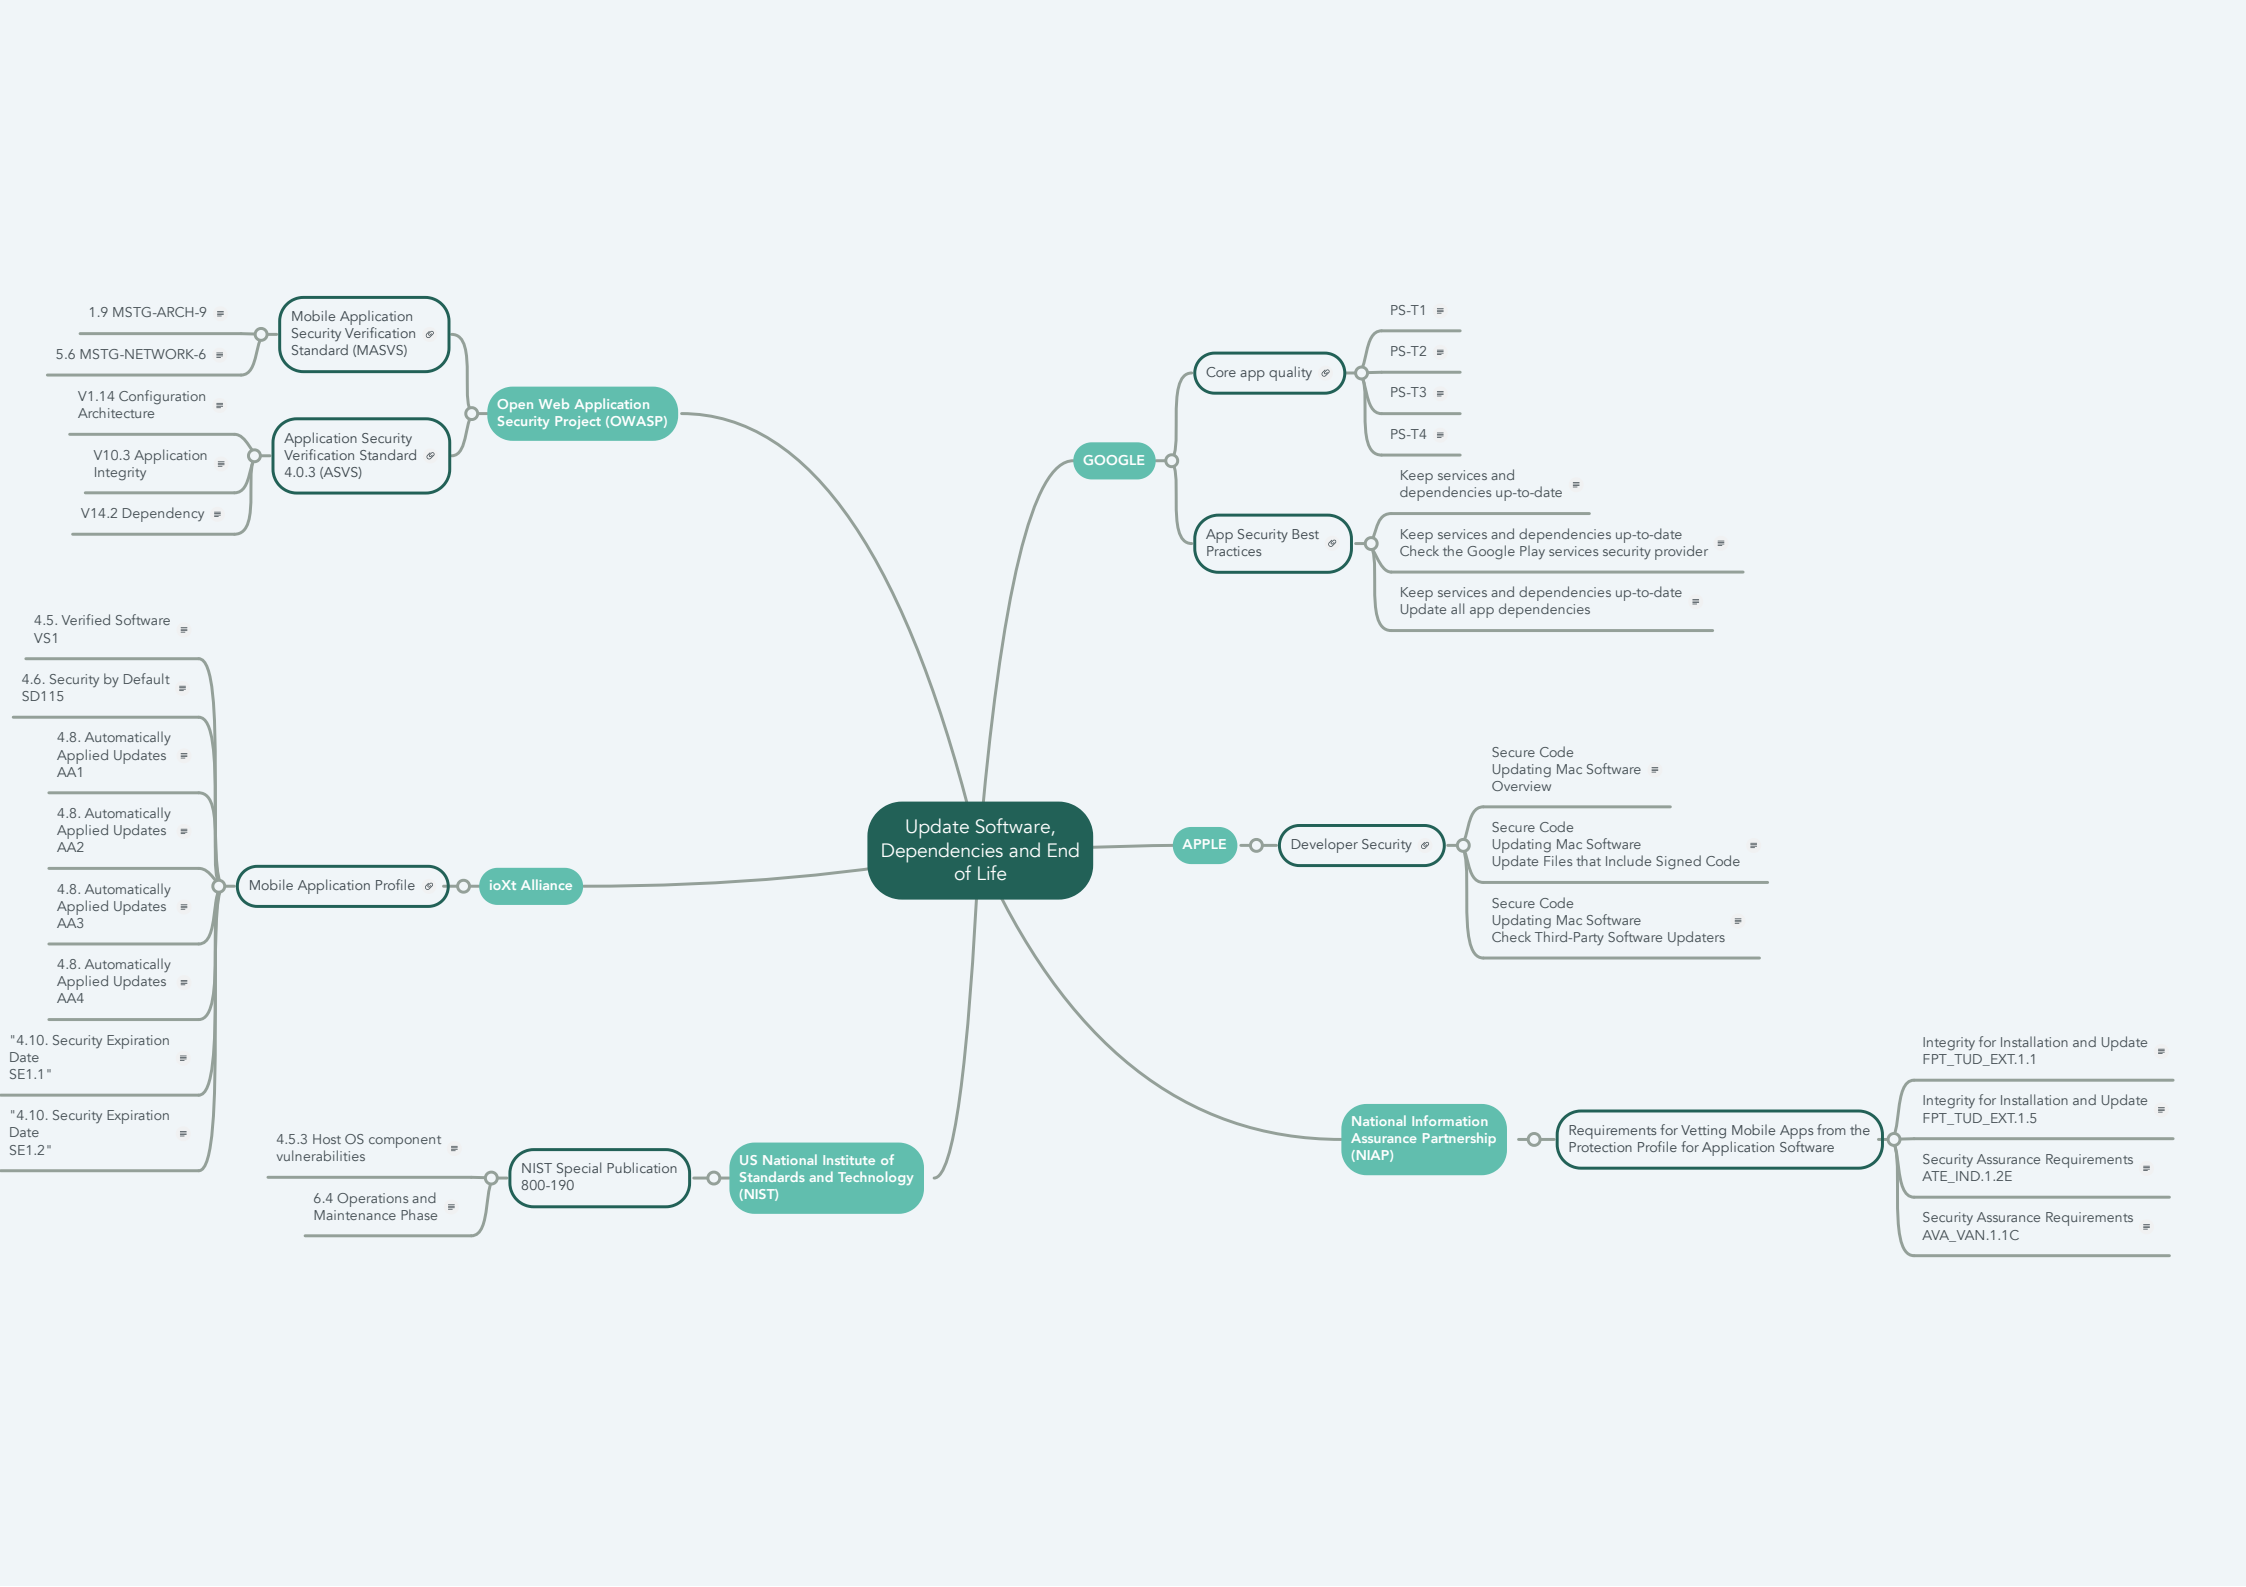 Update Software,
Dependencies and End
of Life
Open Web Application
Security Project (OWASP)
Mobile Application
Security Verification
Standard (MASVS)
1.9 MSTG-ARCH-9
5.6 MSTG-NETWORK-6
Application Security
Verification Standard
4.0.3 (ASVS)
V1.14 Configuration
Architecture
V10.3 Application
Integrity
V14.2 Dependency
ioXt Alliance
Mobile Application Profile
4.5. Verified Software
VS1
4.6. Security by Default
SD115
4.8. Automatically
Applied Updates
AA1
4.8. Automatically
Applied Updates
AA2
4.8. Automatically
Applied Updates
AA3
4.8. Automatically
Applied Updates
AA4
"4.10. Security Expiration
Date
SE1.1"
"4.10. Security Expiration
Date
SE1.2"
US National Institute of
Standards and Technology
(NIST)
NIST Special Publication
800-190
4.5.3 Host OS component
vulnerabilities
6.4 Operations and
Maintenance Phase
GOOGLE
Core app quality
PS-T1
PS-T2
PS-T3
PS-T4
App Security Best
Practices
Keep services and
dependencies up-to-date
Keep services and dependencies up-to-date
Check the Google Play services security provider
Keep services and dependencies up-to-date
Update all app dependencies
APPLE
Developer Security
Secure Code
Updating Mac Software
Overview
Secure Code
Updating Mac Software
Update Files that Include Signed Code
Secure Code
Updating Mac Software
Check Third-Party Software Updaters
National Information
Assurance Partnership
(NIAP)
Requirements for Vetting Mobile Apps from the
Protection Profile for Application Software
Integrity for Installation and Update
FPT_TUD_EXT.1.1
Integrity for Installation and Update
FPT_TUD_EXT.1.5
Security Assurance Requirements
ATE_IND.1.2E
Security Assurance Requirements
AVA_VAN.1.1C